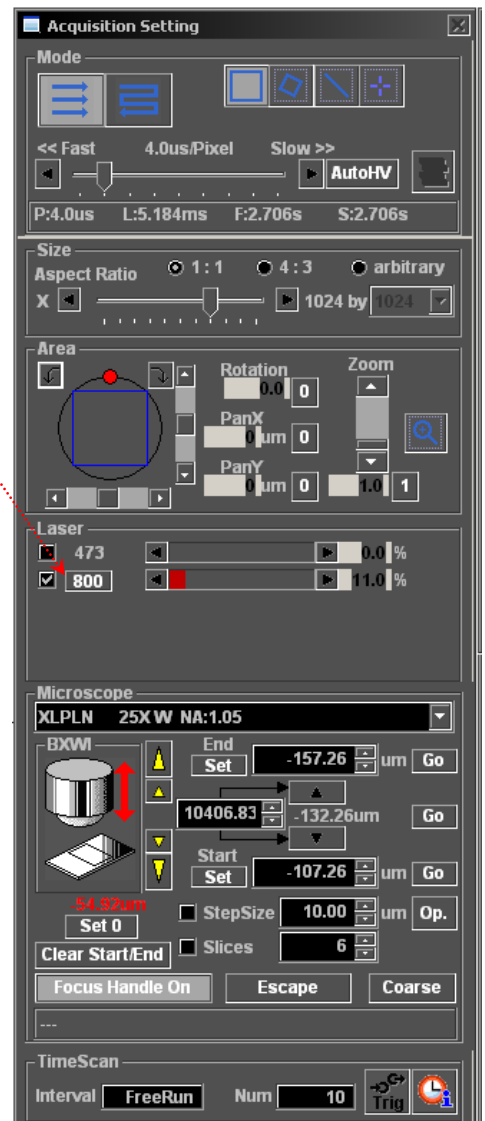 Acquisition Setting
Mode
<< Fast 4.0us/Pixel Slow >>
AutoHV
P:4.0us L:5.184ms F:2.706s S:2.706s
Size
Aspect Ratio 1 : 1 4 : 3 arbitrary
X 1024 by 1024
Area
Rotation Zoom
0.0 0
PanX
0 um 0
PanY
0 um 0 1.0 1
Laser
473 0.0 %
800 11.0 %
Microscope
XLPLN 25X W NA:1.05
BXWI End
Set -157.26 um Go
10406.83 -132.26um Go
Start
Set -107.26 um Go
-54.92um
StepSize 10.00 um Op.
Set 0
Clear Start/End Slices 6
Focus Handle On Escape Coarse
---
TimeScan
Interval FreeRun Num 10 Trig